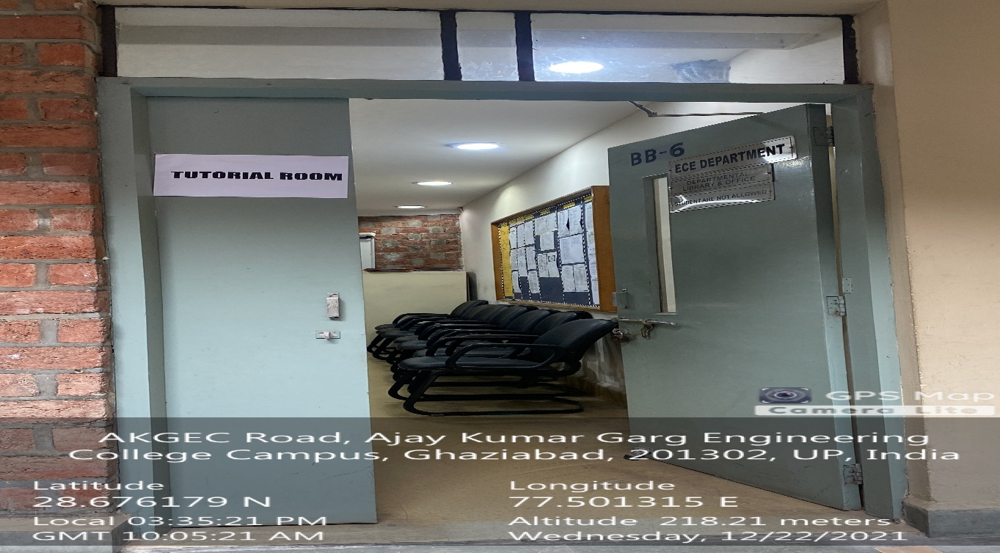 BB-6
ECE DEPARTMENT
DEPARTMENTAL
LIBRARY & OFFICE
STUDENT ARE NOT ALLOWED
TUTORIAL ROOM
GPS Map
Camera Lite
AKGEC Road, Ajay Kumar Garg Engineering
College Campus, Ghaziabad, 201302, UP, India
Latitude
28.676179 N
Longitude
77.501315 E
Local 03:35:21 PM
GMT 10:05:21 AM
Altitude 218.21 meters
Wednesday, 12/22/2021